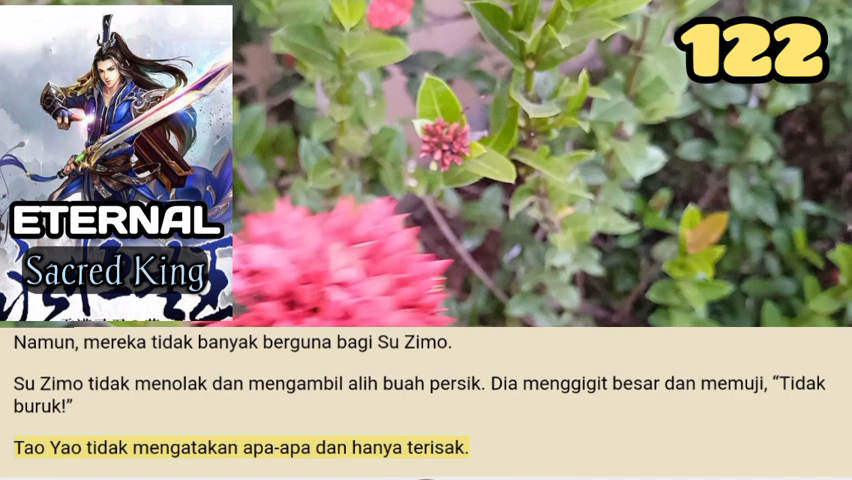 122
ETERNAL
Sacred King
Namun, mereka tidak banyak berguna bagi Su Zimo.
Su Zimo tidak menolak dan mengambil alih buah persik. Dia menggigit besar dan memuji, “Tidak
buruk!”
Tao Yao tidak mengatakan apa-apa dan hanya terisak.